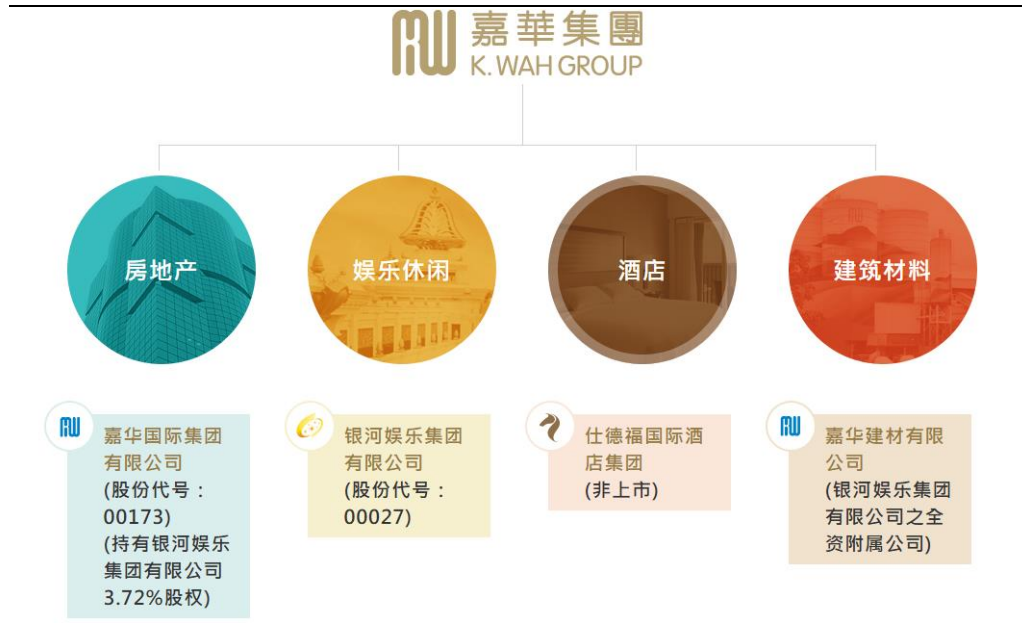 嘉華集團
K. WAH GROUP
房地产
娱乐休闲
酒店
建筑材料
嘉华国际集团
有限公司
(股份代号：
00173)
(持有银河娱乐
集团有限公司
3.72%股权)
银河娱乐集团
有限公司
(股份代号：
00027)
仕德福国际酒
店集团
(非上市)
嘉华建材有限
公司
(银河娱乐集团
有限公司之全
资附属公司)